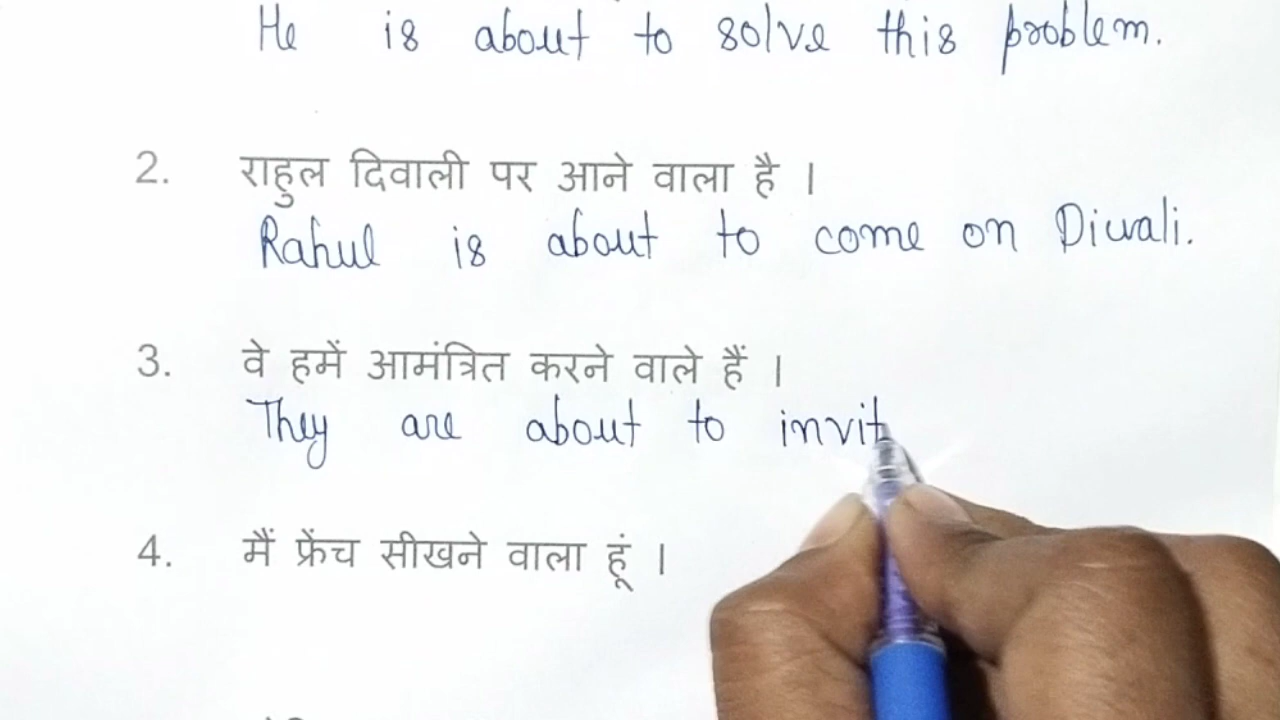 He is about to solve this problem.
2. राहुल दिवाली पर आने वाला है ।
Rahul is about to come on Diwali.
3. वे हमें आमंत्रित करने वाले हैं ।
They are about to invit
4. मैं फ्रेंच सीखने वाला हूं ।